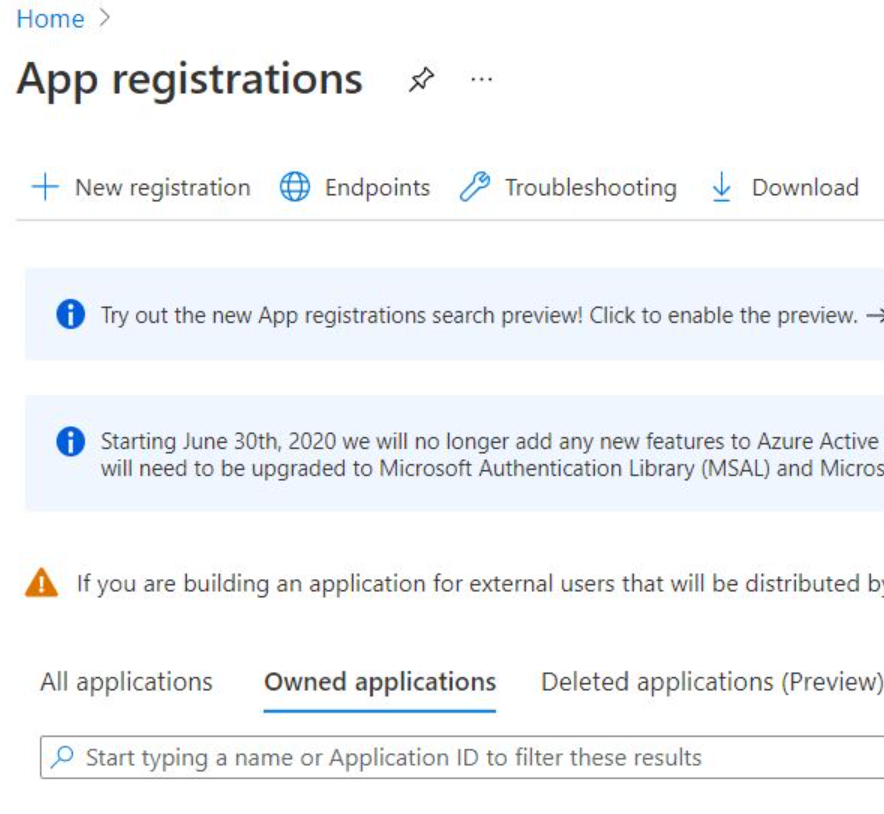 Home >
App registrations ...
New registration Endpoints Troubleshooting Download
Try out the new App registrations search preview! Click to enable the preview. →
Starting June 30th, 2020 we will no longer add any new features to Azure Active
will need to be upgraded to Microsoft Authentication Library (MSAL) and Micros
If you are building an application for external users that will be distributed by
All applications Owned applications Deleted applications (Preview)
Start typing a name or Application ID to filter these results